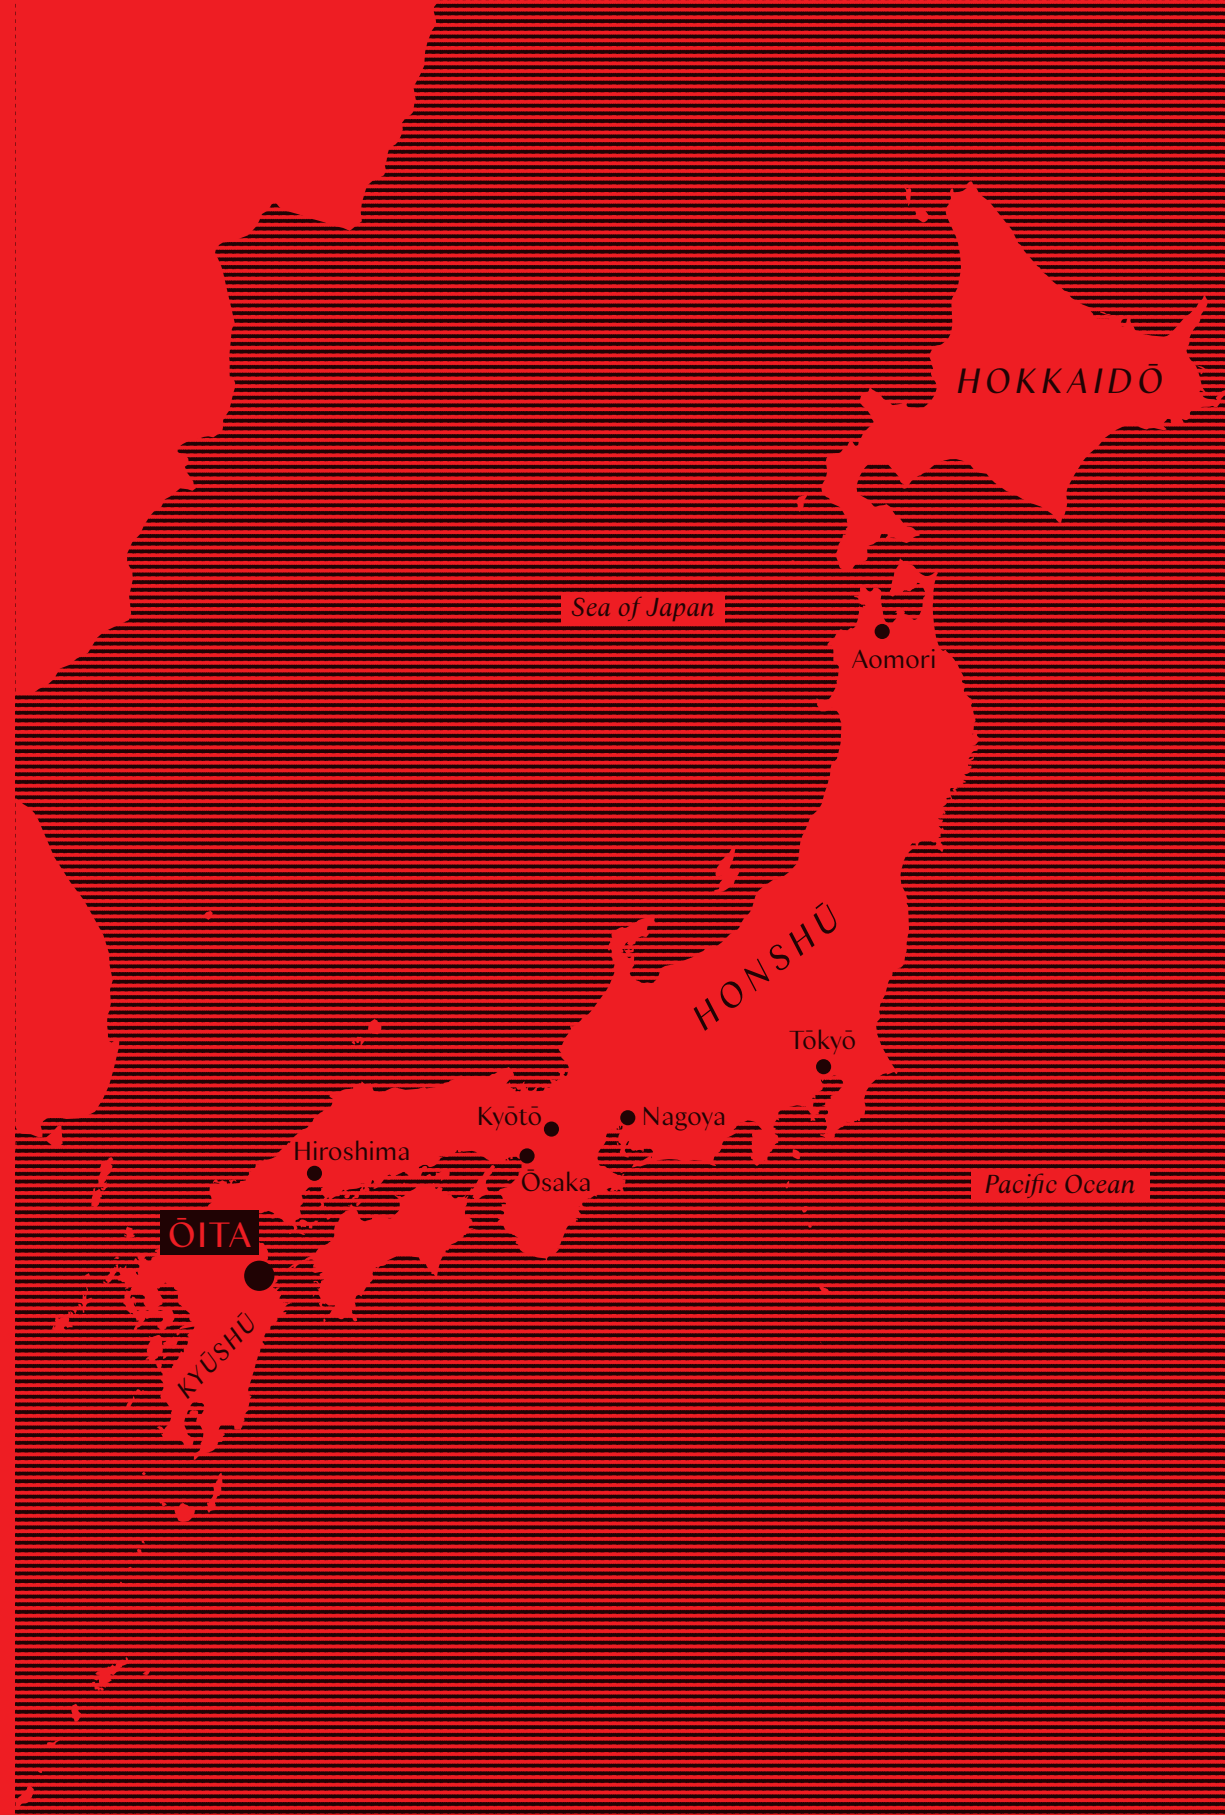 HOKKAIDŌ
Sea of Japan
Aomori
HONSHŪ
Tōkyō
Kyōtō
Nagoya
Hiroshima
Ōsaka
Pacific Ocean
ŌITA
KYŪSHŪ